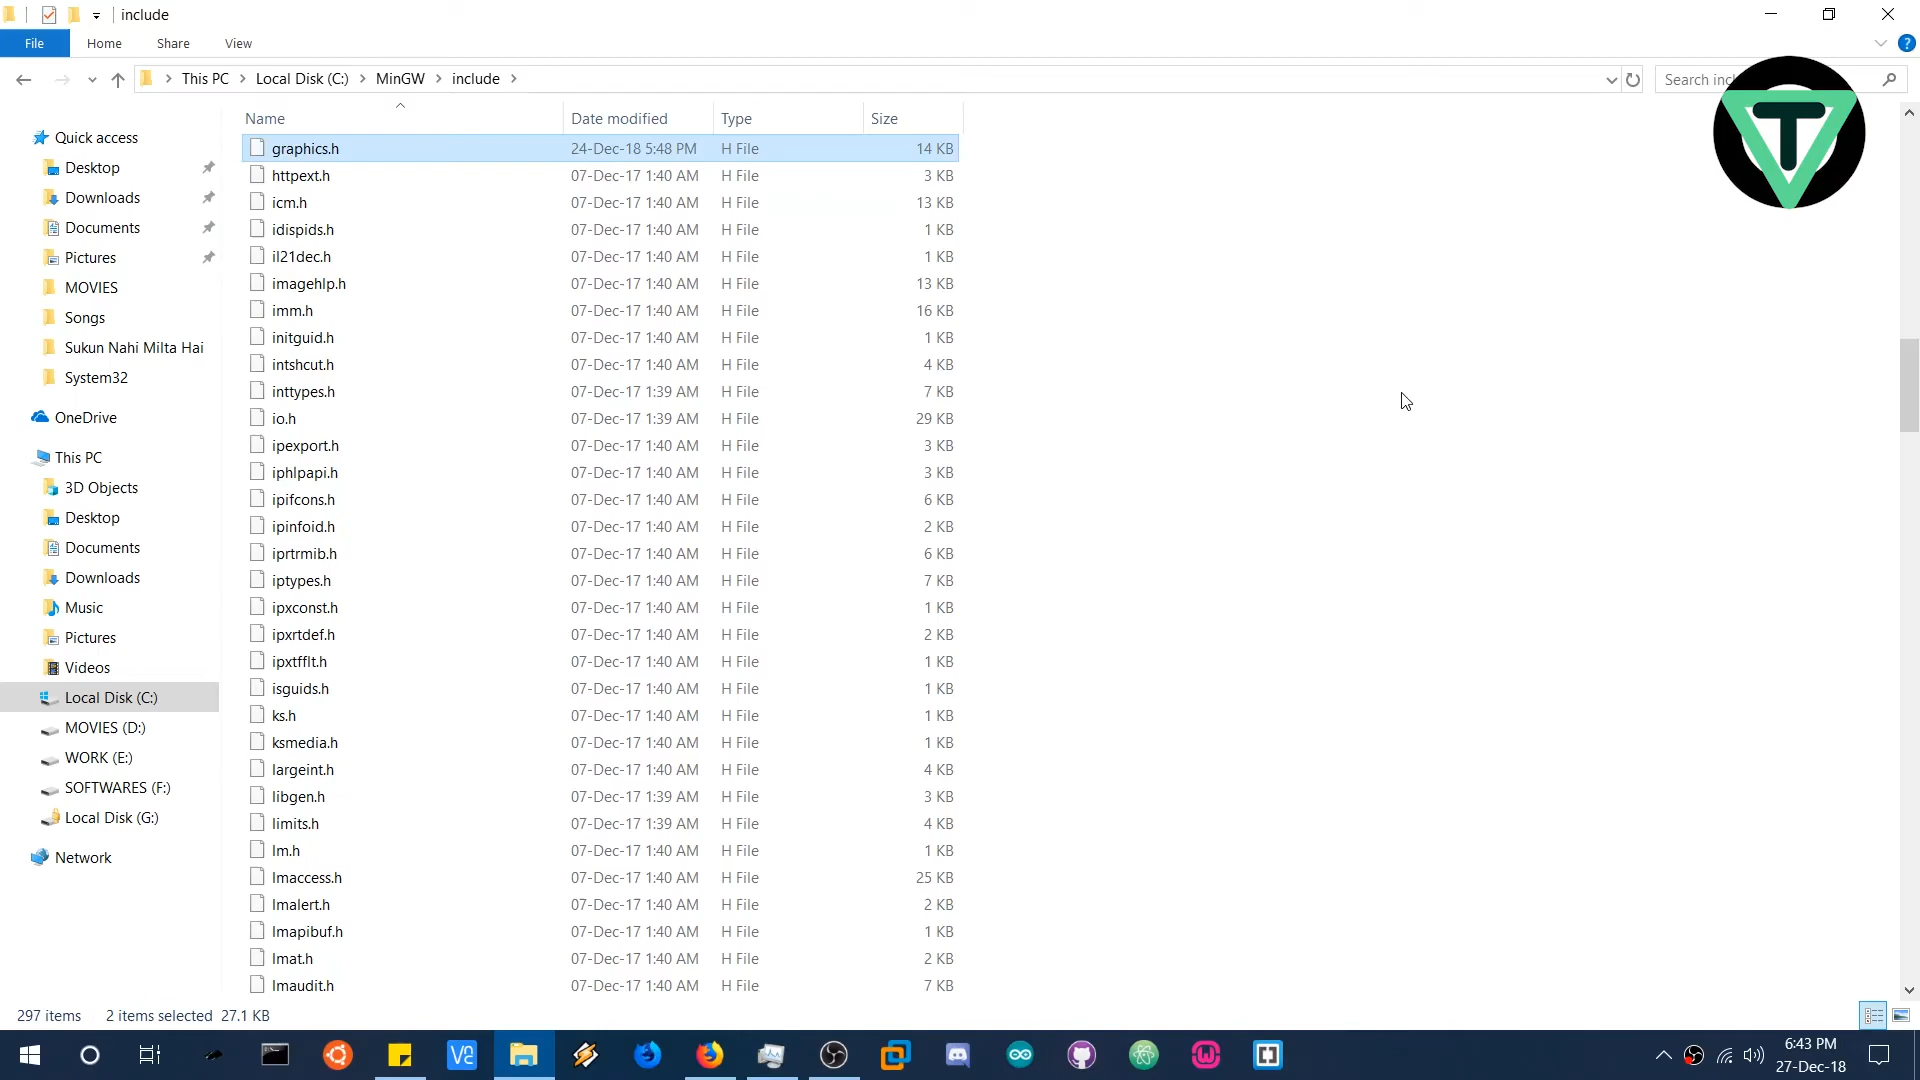 include
File Home Share View
This PC > Local Disk (C:) > MinGW > include >
Search inc
Name Date modified Type Size
Quick access
Desktop
Downloads
Documents
Pictures
MOVIES
Songs
Sukun Nahi Milta Hai
System32
OneDrive
This PC
3D Objects
Desktop
Documents
Downloads
Music
Pictures
Videos
Local Disk (C:)
MOVIES (D:)
WORK (E:)
SOFTWARES (F:)
Local Disk (G:)
Network
graphics.h 24-Dec-18 5:48 PM H File 14 KB
httpext.h 07-Dec-17 1:40 AM H File 3 KB
icm.h 07-Dec-17 1:40 AM H File 13 KB
idispids.h 07-Dec-17 1:40 AM H File 1 KB
il21dec.h 07-Dec-17 1:40 AM H File 1 KB
imagehlp.h 07-Dec-17 1:40 AM H File 13 KB
imm.h 07-Dec-17 1:40 AM H File 16 KB
initguid.h 07-Dec-17 1:40 AM H File 1 KB
intshcut.h 07-Dec-17 1:40 AM H File 4 KB
inttypes.h 07-Dec-17 1:39 AM H File 7 KB
io.h 07-Dec-17 1:39 AM H File 29 KB
ipexport.h 07-Dec-17 1:40 AM H File 3 KB
iphlpapi.h 07-Dec-17 1:40 AM H File 3 KB
ipifcons.h 07-Dec-17 1:40 AM H File 6 KB
ipinfoid.h 07-Dec-17 1:40 AM H File 2 KB
iprtrmib.h 07-Dec-17 1:40 AM H File 6 KB
iptypes.h 07-Dec-17 1:40 AM H File 7 KB
ipxconst.h 07-Dec-17 1:40 AM H File 1 KB
ipxrtdef.h 07-Dec-17 1:40 AM H File 2 KB
ipxtfflt.h 07-Dec-17 1:40 AM H File 1 KB
isguids.h 07-Dec-17 1:40 AM H File 1 KB
ks.h 07-Dec-17 1:40 AM H File 1 KB
ksmedia.h 07-Dec-17 1:40 AM H File 1 KB
largeint.h 07-Dec-17 1:40 AM H File 4 KB
libgen.h 07-Dec-17 1:39 AM H File 3 KB
limits.h 07-Dec-17 1:39 AM H File 4 KB
lm.h 07-Dec-17 1:40 AM H File 1 KB
lmaccess.h 07-Dec-17 1:40 AM H File 25 KB
lmalert.h 07-Dec-17 1:40 AM H File 2 KB
lmapibuf.h 07-Dec-17 1:40 AM H File 1 KB
lmat.h 07-Dec-17 1:40 AM H File 2 KB
lmaudit.h 07-Dec-17 1:40 AM H File 7 KB
297 items 2 items selected 27.1 KB
6:43 PM
27-Dec-18